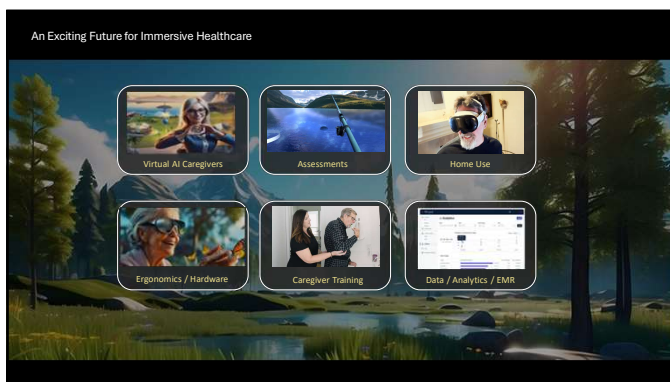 An Exciting Future for Immersive Healthcare
Virtual AI Caregivers
Assessments
Home Use
Ergonomics / Hardware
Caregiver Training
Data / Analytics / EMR